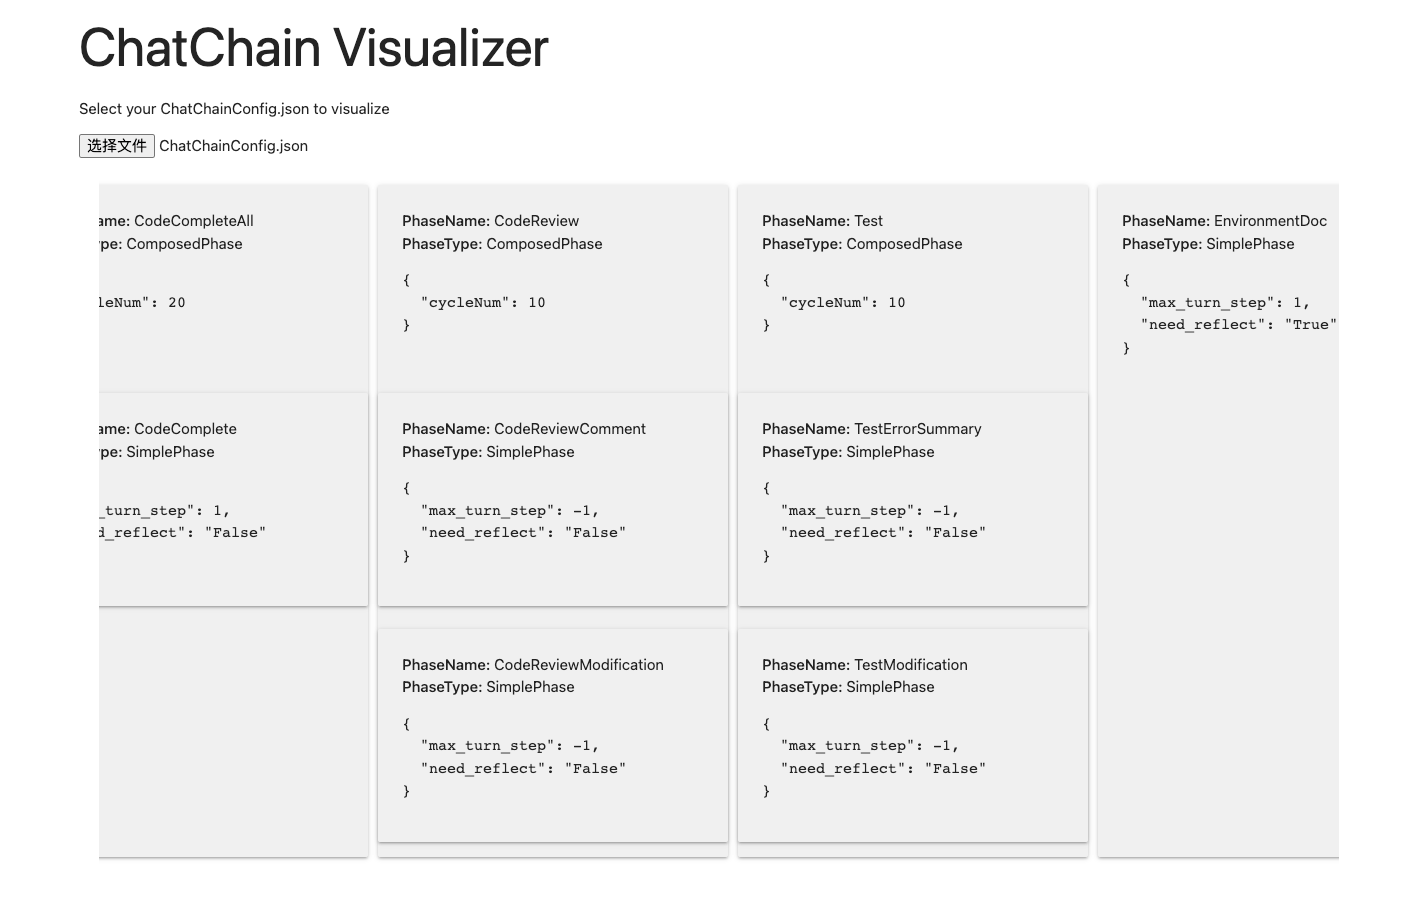 ChatChain Visualizer
Select your ChatChainConfig.json to visualize
选择文件 ChatChainConfig.json
ame: CodeCompleteAll
pe: ComposedPhase
leNum": 20
ame: CodeComplete
pe: SimplePhase
_turn_step": 1,
d_reflect": "False"
PhaseName: CodeReview
PhaseType: ComposedPhase
{
"cycleNum": 10
}
PhaseName: CodeReviewComment
PhaseType: SimplePhase
{
"max_turn_step": -1,
"need_reflect": "False"
}
PhaseName: CodeReviewModification
PhaseType: SimplePhase
{
"max_turn_step": -1,
"need_reflect": "False"
}
PhaseName: Test
PhaseType: ComposedPhase
{
"cycleNum": 10
}
PhaseName: TestErrorSummary
PhaseType: SimplePhase
{
"max_turn_step": -1,
"need_reflect": "False"
}
PhaseName: TestModification
PhaseType: SimplePhase
{
"max_turn_step": -1,
"need_reflect": "False"
}
PhaseName: EnvironmentDoc
PhaseType: SimplePhase
{
"max_turn_step": 1,
"need_reflect": "True"
}